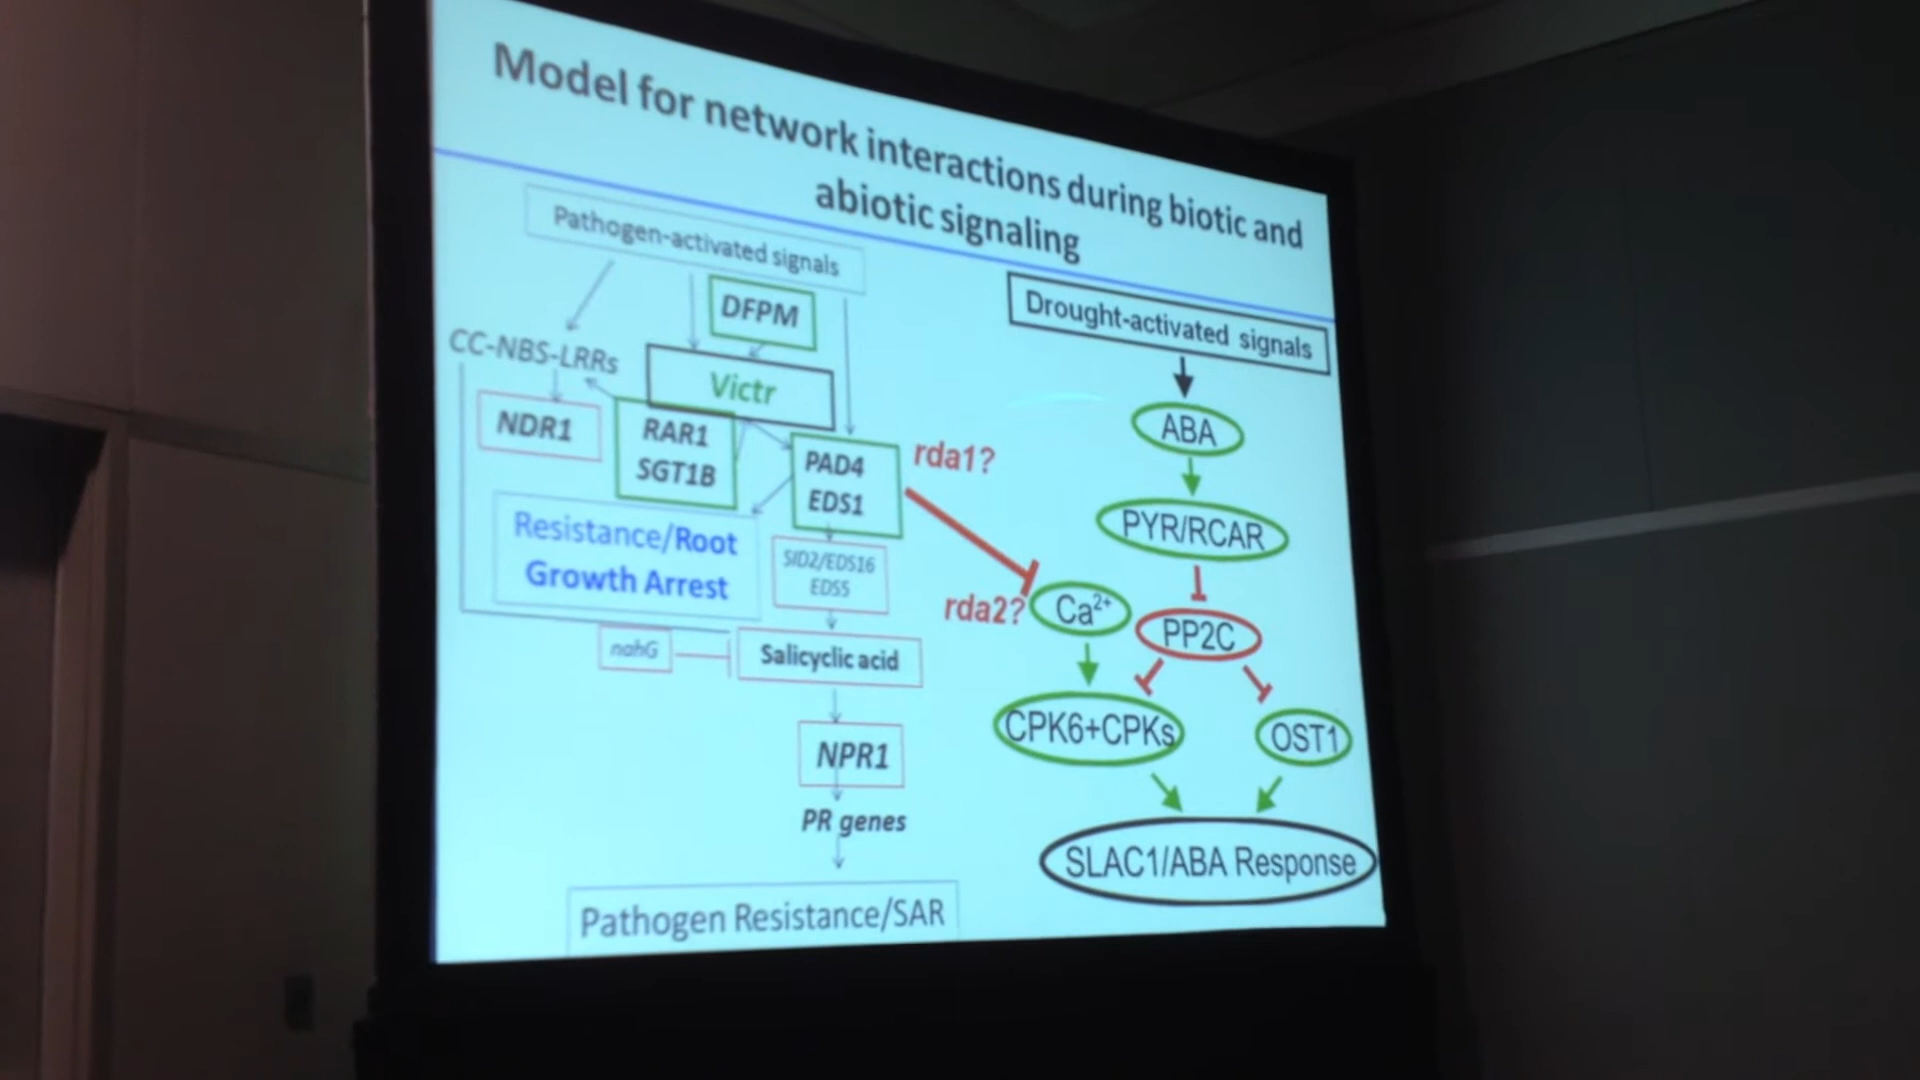 Model for network interactions during biotic and
abiotic signaling
Pathogen-activated signals
DFPM
CC-NBS-LRRs
Victr
NDR1
RAR1
SGT1B
PAD4
EDS1
rda1?
Resistance/Root
Growth Arrest
SID2/EDS16
EDS5
nahG
Salicyclic acid
NPR1
PR genes
Pathogen Resistance/SAR
Drought-activated signals
ABA
PYR/RCAR
rda2?
Ca²⁺
PP2C
CPK6+CPKs
OST1
SLAC1/ABA Response